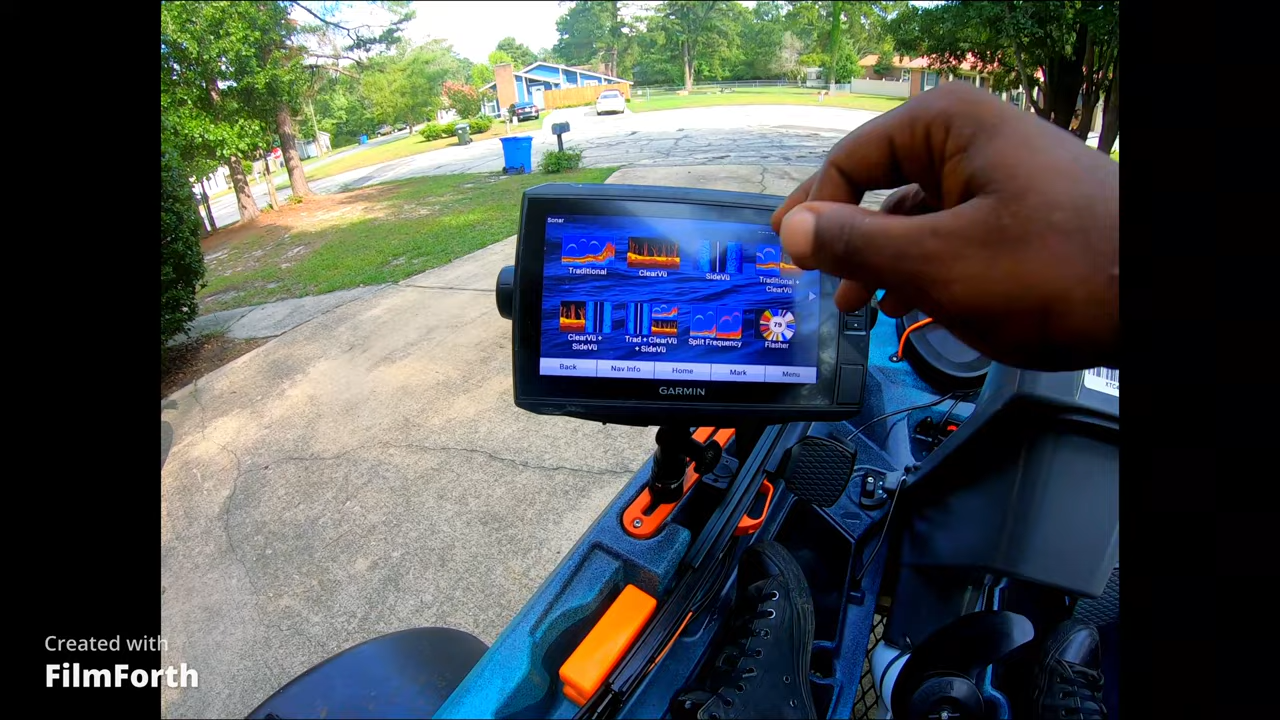 Sonar
Traditional
ClearVü
SideVü
Traditional +
ClearVü
ClearVü +
SideVü
Trad + ClearVü
+ SideVü
Split Frequency
79
Flasher
Back
Nav Info
Home
Mark
Menu
GARMIN
Created with
FilmForth